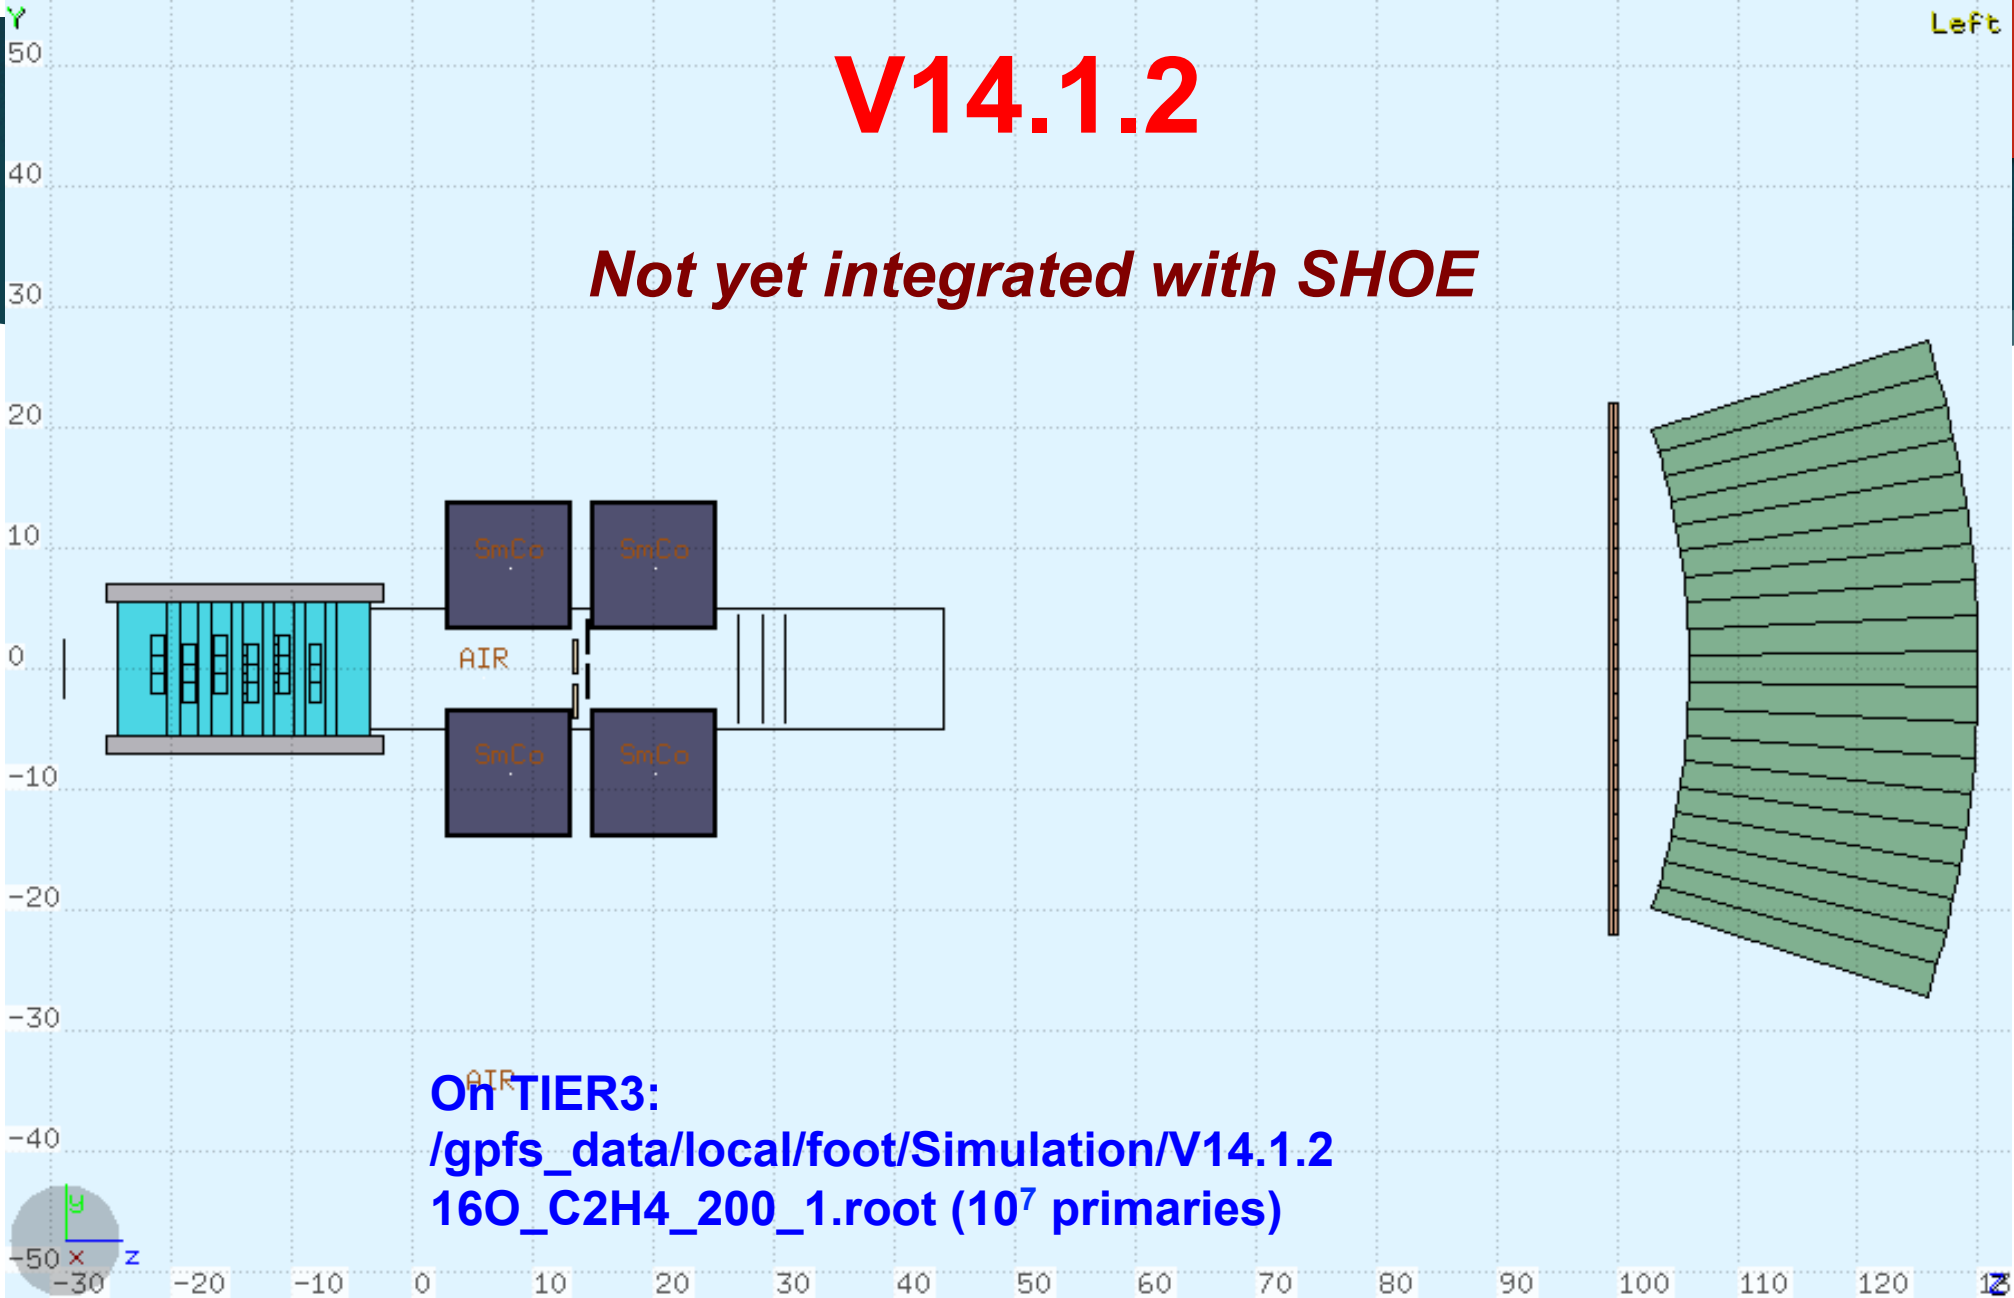 Y
Left
50
V14.1.2
40
Not yet integrated with SHOE
30
20
10
SmCo SmCo
0
AIR
SmCo SmCo
-10
-20
-30
AIR
On TIER3:
-40
/gpfs_data/local/foot/Simulation/V14.1.2
16O_C2H4_200_1.root (10⁷ primaries)
y
x
z
-50
-30 -20 -10 0 10 20 30 40 50 60 70 80 90 100 110 120
Z